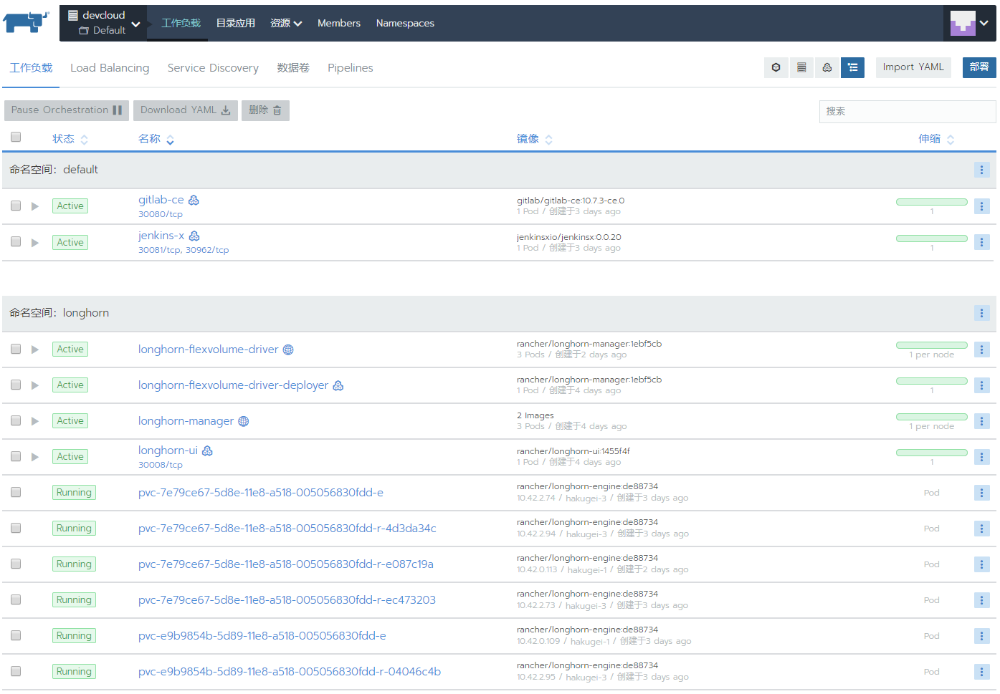 devcloud
Default
工作负载 目录应用 资源 Members Namespaces
工作负载 Load Balancing Service Discovery 数据卷 Pipelines
Import YAML 部署
Pause Orchestration Download YAML 删除
搜索
状态 名称 镜像 伸缩
命名空间: default
Active gitlab-ce gitlab/gitlab-ce:10.7.3-ce.0
30080/tcp 1 Pod / 创建于3 days ago 1
Active jenkins-x jenkinsxio/jenkinsx:0.0.20
30081/tcp, 30962/tcp 1 Pod / 创建于3 days ago 1
命名空间: longhorn
Active longhorn-flexvolume-driver rancher/longhorn-manager:1ebf5cb
3 Pods / 创建于2 days ago 1 per node
Active longhorn-flexvolume-driver-deployer rancher/longhorn-manager:1ebf5cb
1 Pod / 创建于4 days ago 1
Active longhorn-manager 2 Images
3 Pods / 创建于4 days ago 1 per node
Active longhorn-ui rancher/longhorn-ui:1455f4f
30008/tcp 1 Pod / 创建于4 days ago 1
Running pvc-7e79ce67-5d8e-11e8-a518-005056830fdd-e rancher/longhorn-engine:de88734
10.42.2.74 / hakugei-3 / 创建于3 days ago Pod
Running pvc-7e79ce67-5d8e-11e8-a518-005056830fdd-r-4d3da34c rancher/longhorn-engine:de88734
10.42.2.94 / hakugei-3 / 创建于3 days ago Pod
Running pvc-7e79ce67-5d8e-11e8-a518-005056830fdd-r-e087c19a rancher/longhorn-engine:de88734
10.42.0.113 / hakugei-1 / 创建于2 days ago Pod
Running pvc-7e79ce67-5d8e-11e8-a518-005056830fdd-r-ec473203 rancher/longhorn-engine:de88734
10.42.2.73 / hakugei-3 / 创建于3 days ago Pod
Running pvc-e9b9854b-5d89-11e8-a518-005056830fdd-e rancher/longhorn-engine:de88734
10.42.0.109 / hakugei-1 / 创建于3 days ago Pod
Running pvc-e9b9854b-5d89-11e8-a518-005056830fdd-r-04046c4b rancher/longhorn-engine:de88734
10.42.2.95 / hakugei-3 / 创建于3 days ago Pod